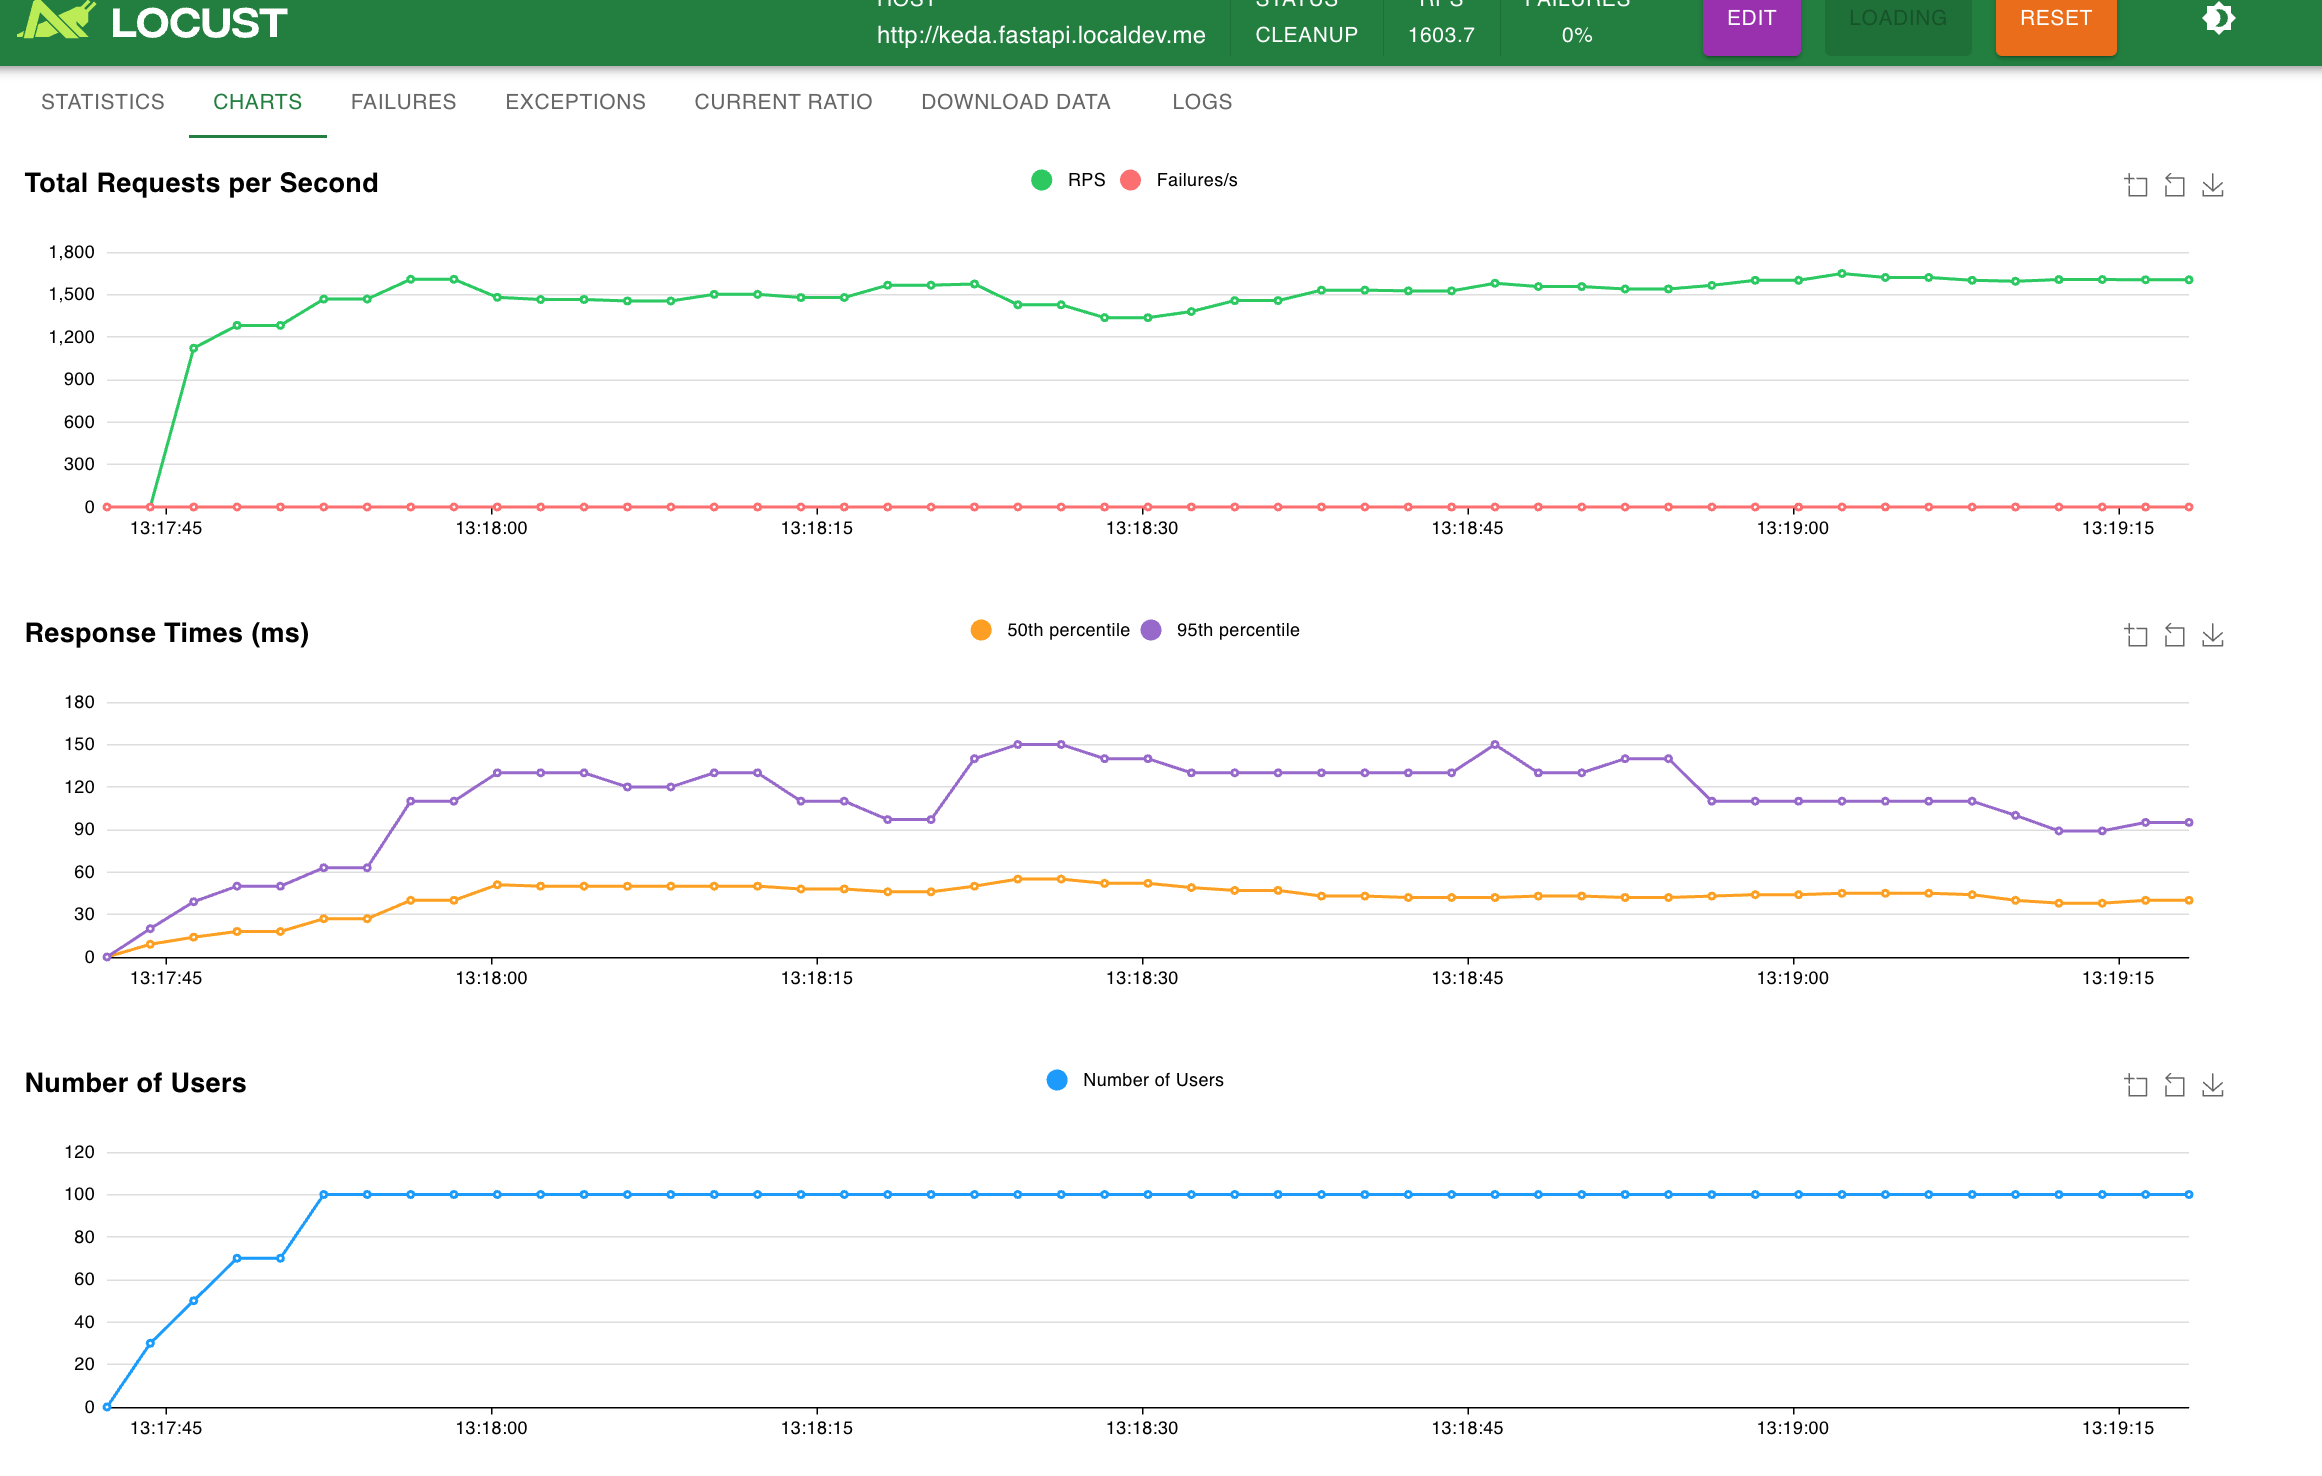 LOCUST
HOST
http://keda.fastapi.localdev.me
STATUS
CLEANUP
RPS
1603.7
FAILURES
0%
EDIT
LOADING
RESET
STATISTICS CHARTS FAILURES EXCEPTIONS CURRENT RATIO DOWNLOAD DATA LOGS
Total Requests per Second
RPS Failures/s
1,800
1,500
1,200
900
600
300
0
13:17:45 13:18:00 13:18:15 13:18:30 13:18:45 13:19:00 13:19:15
Response Times (ms)
50th percentile 95th percentile
180
150
120
90
60
30
0
13:17:45 13:18:00 13:18:15 13:18:30 13:18:45 13:19:00 13:19:15
Number of Users
Number of Users
120
100
80
60
40
20
0
13:17:45 13:18:00 13:18:15 13:18:30 13:18:45 13:19:00 13:19:15